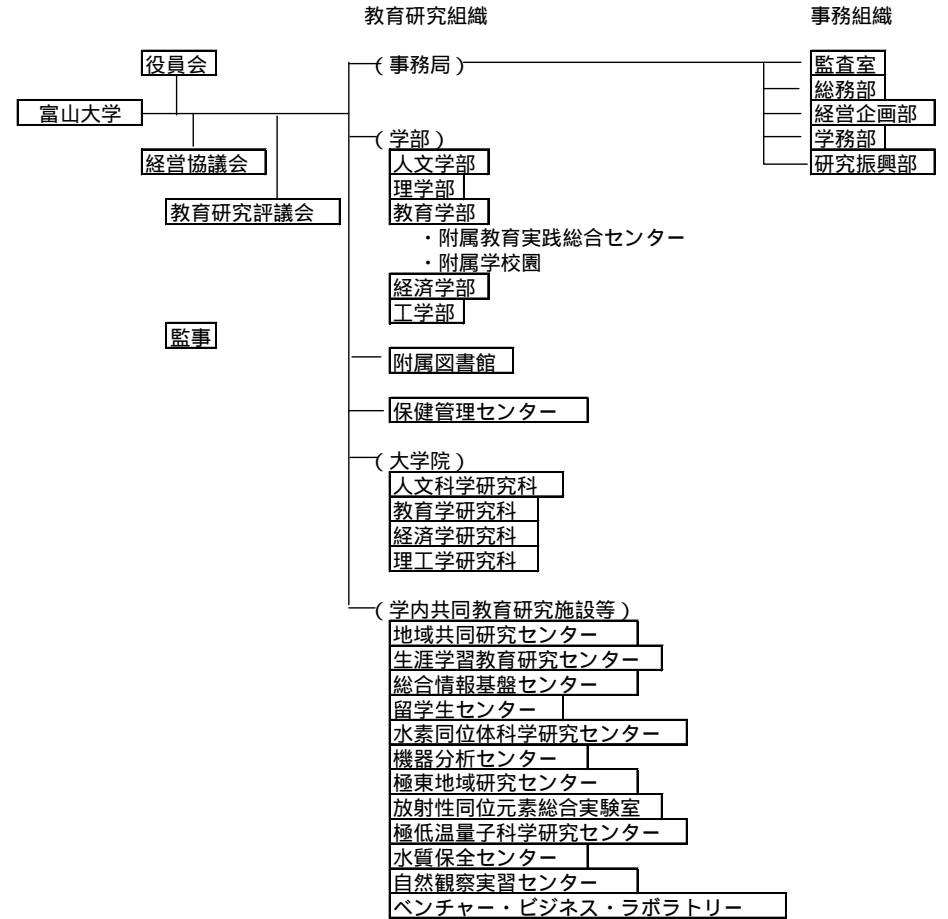 教育研究組織
事務組織
役員会
富山大学
経営協議会
教育研究評議会
監事
（事務局）
監査室
総務部
経営企画部
学務部
研究振興部
（学部）
人文学部
理学部
教育学部
・附属教育実践総合センター
・附属学校園
経済学部
工学部
附属図書館
保健管理センター
（大学院）
人文科学研究科
教育学研究科
経済学研究科
理工学研究科
（学内共同教育研究施設等）
地域共同研究センター
生涯学習教育研究センター
総合情報基盤センター
留学生センター
水素同位体科学研究センター
機器分析センター
極東地域研究センター
放射性同位元素総合実験室
極低温量子科学研究センター
水質保全センター
自然観察実習センター
ベンチャー・ビジネス・ラボラトリー